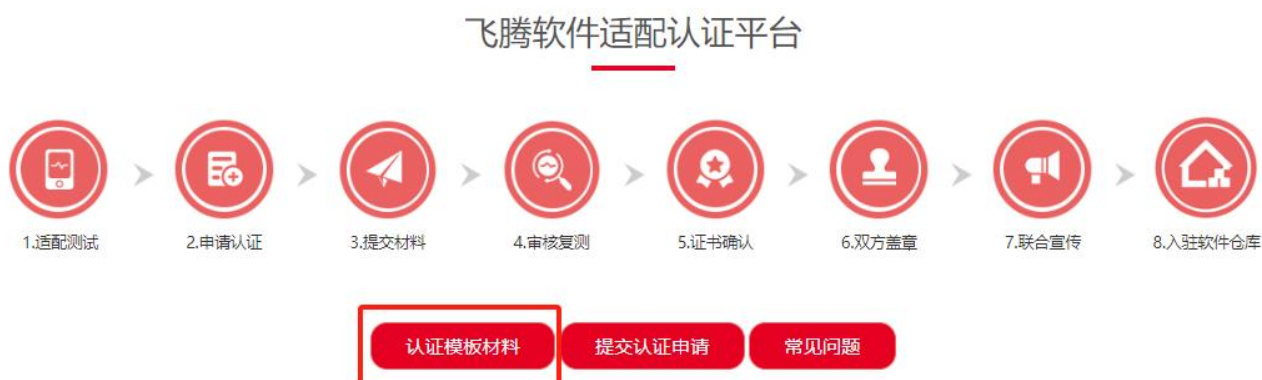 飞腾软件适配认证平台
1.适配测试 2.申请认证 3.提交材料 4.审核复测 5.证书确认 6.双方盖章 7.联合宣传 8.入驻软件仓库
认证模板材料 提交认证申请 常见问题